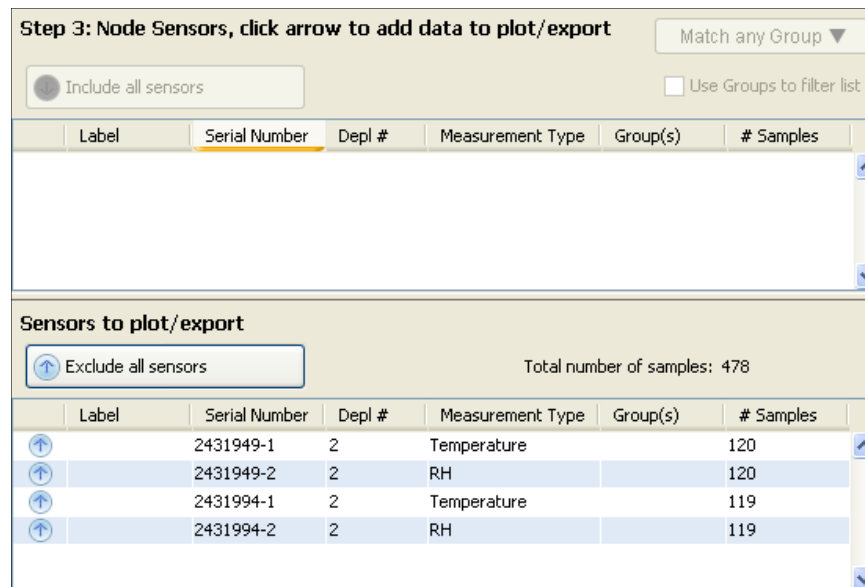 Step 3: Node Sensors, click arrow to add data to plot/export
Match any Group ▼
Include all sensors
Use Groups to filter list
Label Serial Number Depl # Measurement Type Group(s) # Samples
Sensors to plot/export
Exclude all sensors Total number of samples: 478
Label Serial Number Depl # Measurement Type Group(s) # Samples
2431949-1 2 Temperature 120
2431949-2 2 RH 120
2431994-1 2 Temperature 119
2431994-2 2 RH 119